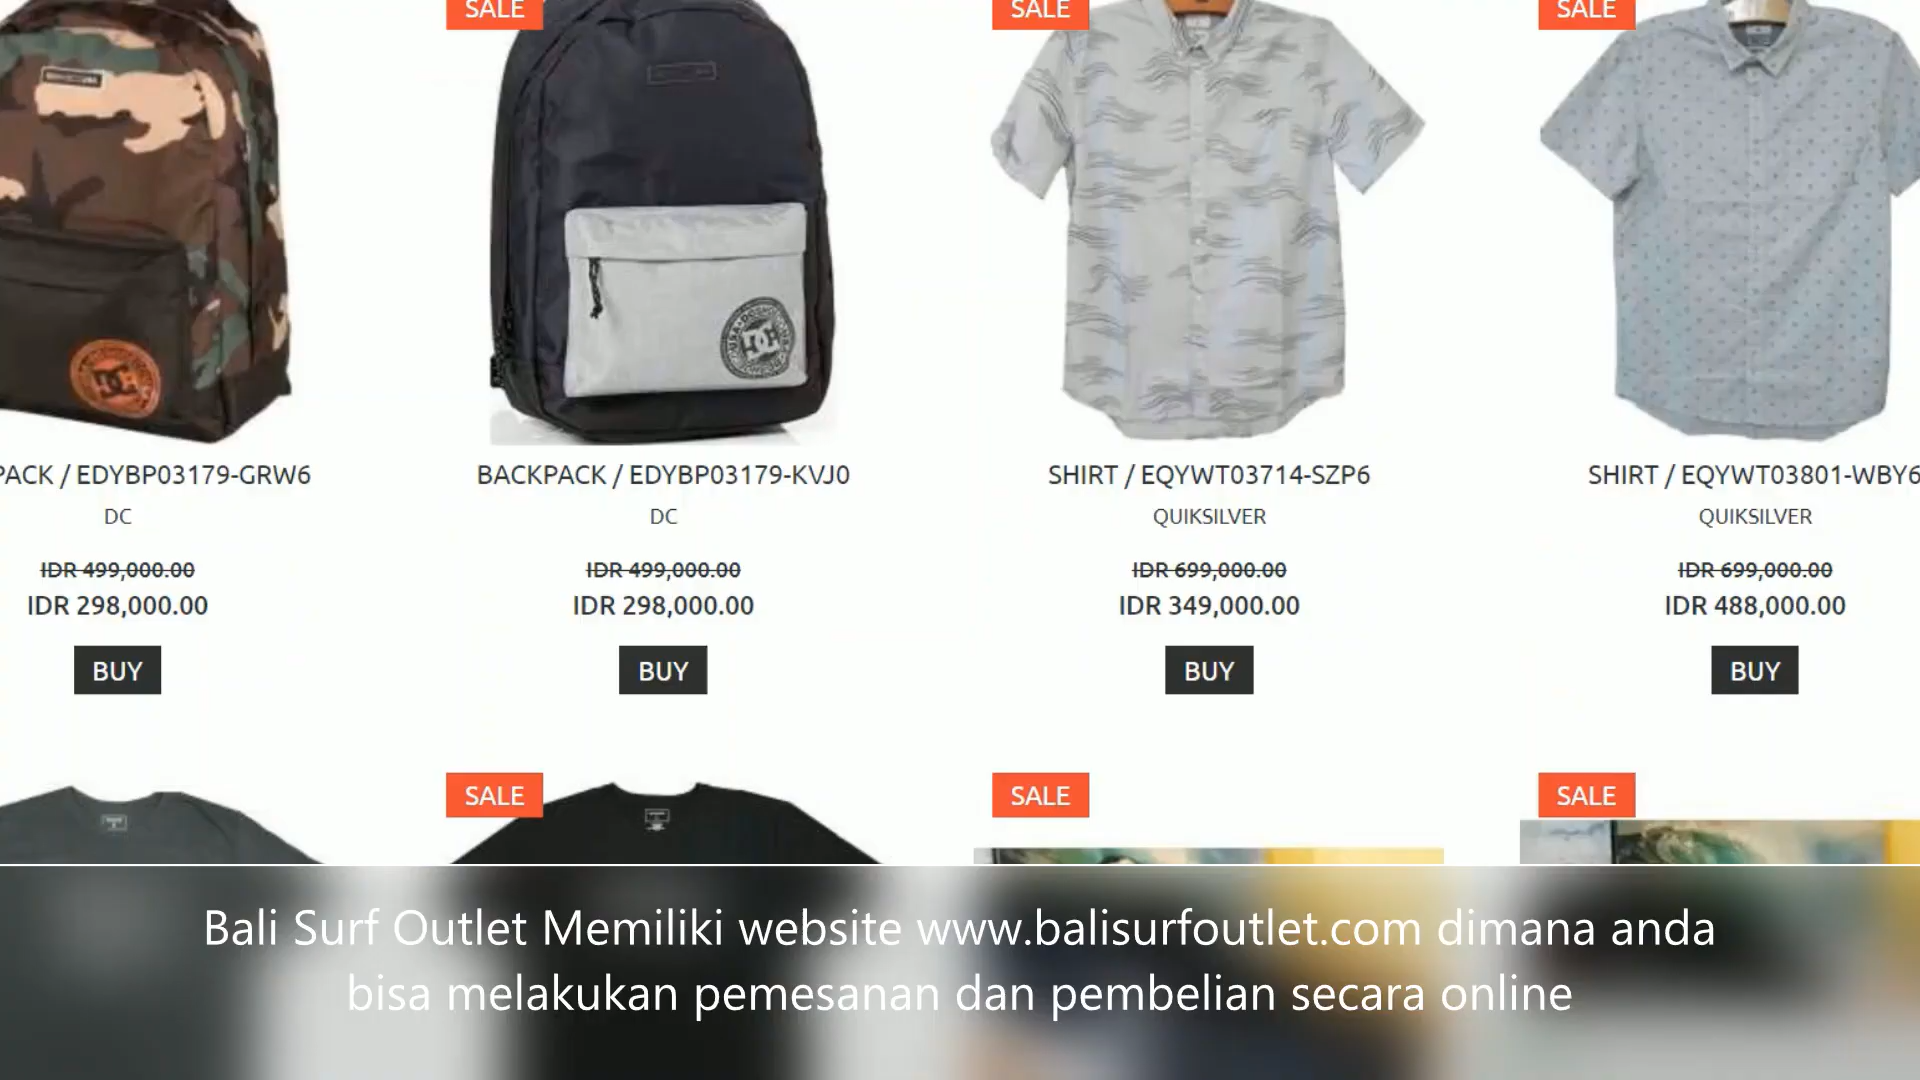 SALE
SALE
SALE
PACK / EDYBP03179-GRW6
DC
IDR 499,000.00
IDR 298,000.00
BUY
BACKPACK / EDYBP03179-KVJ0
DC
IDR 499,000.00
IDR 298,000.00
BUY
SHIRT / EQYWT03714-SZP6
QUIKSILVER
IDR 699,000.00
IDR 349,000.00
BUY
SHIRT / EQYWT03801-WBY6
QUIKSILVER
IDR 699,000.00
IDR 488,000.00
BUY
SALE
SALE
SALE
Bali Surf Outlet Memiliki website www.balisurfoutlet.com dimana anda
bisa melakukan pemesanan dan pembelian secara online